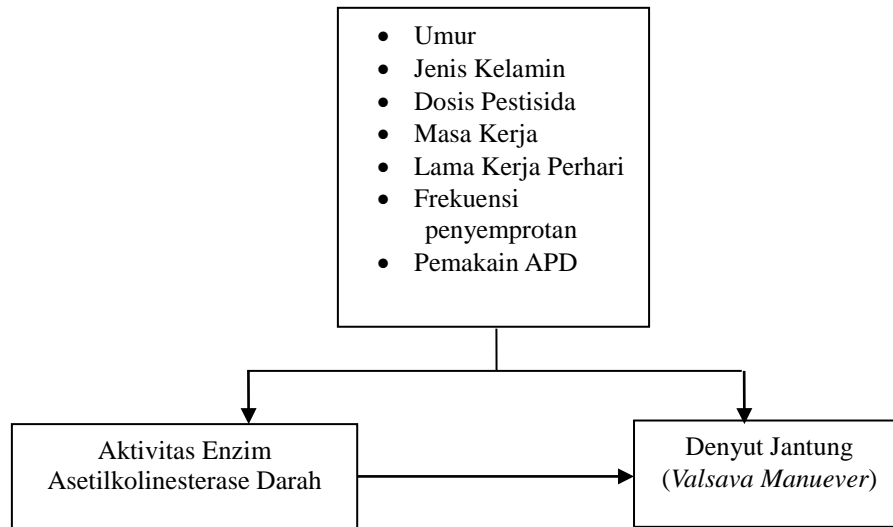 • Umur
• Jenis Kelamin
• Dosis Pestisida
• Masa Kerja
• Lama Kerja Perhari
• Frekuensi
penyemprotan
• Pemakain APD
Aktivitas Enzim
Asetilkolinesterase Darah
Denyut Jantung
(Valsava Manuever)